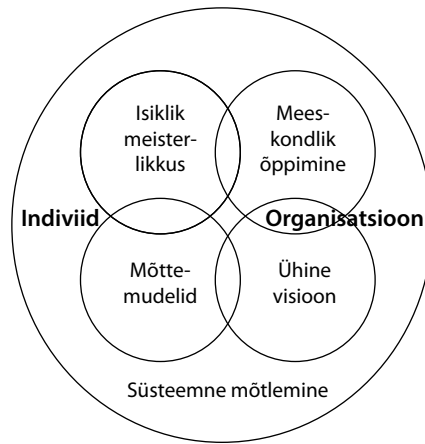 Isiklik
meister-
likkus
Mees-
kondlik
õppimine
Indiviid
Organisatsioon
Mõtte-
mudelid
Ühine
visioon
Süsteemne mõtlemine